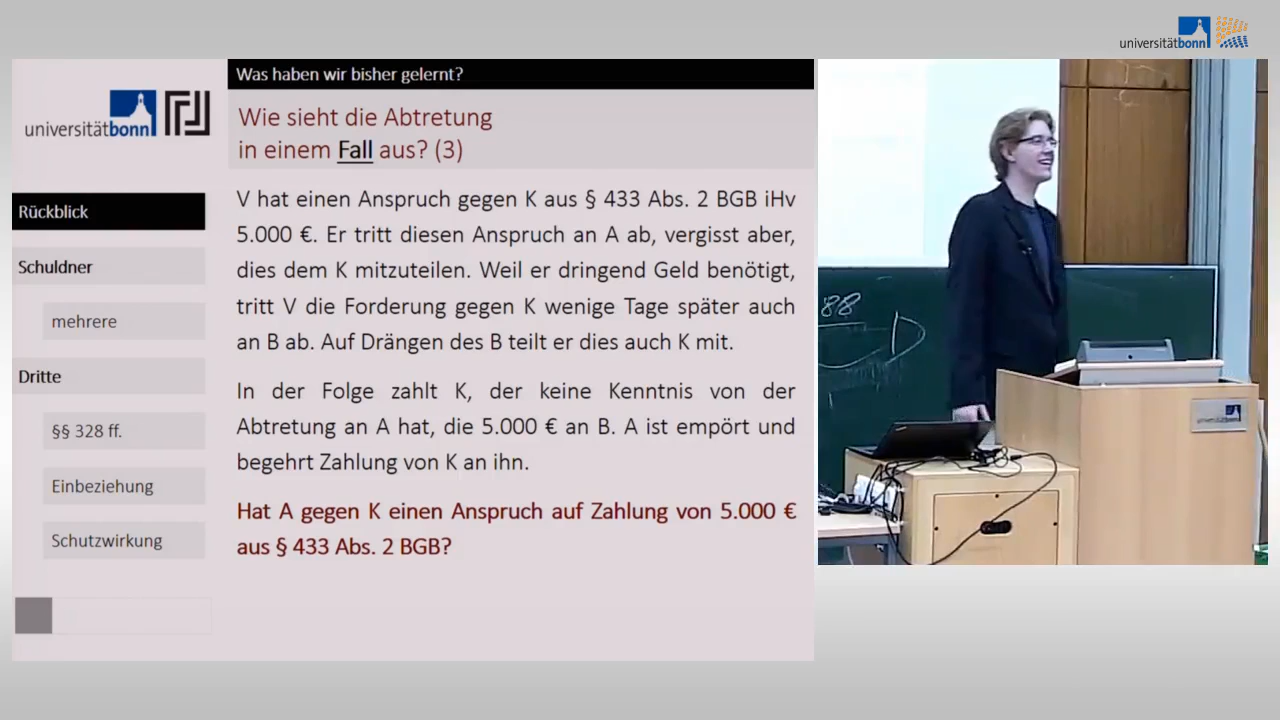 universitätbonn
Was haben wir bisher gelernt?
universitätbonn
Wie sieht die Abtretung
in einem Fall aus? (3)
Rückblick
Schuldner
mehrere
Dritte
§§ 328 ff.
Einbeziehung
Schutzwirkung
V hat einen Anspruch gegen K aus § 433 Abs. 2 BGB iHv
5.000 €. Er tritt diesen Anspruch an A ab, vergisst aber,
dies dem K mitzuteilen. Weil er dringend Geld benötigt,
tritt V die Forderung gegen K wenige Tage später auch
an B ab. Auf Drängen des B teilt er dies auch K mit.
In der Folge zahlt K, der keine Kenntnis von der
Abtretung an A hat, die 5.000 € an B. A ist empört und
begehrt Zahlung von K an ihn.
Hat A gegen K einen Anspruch auf Zahlung von 5.000 €
aus § 433 Abs. 2 BGB?